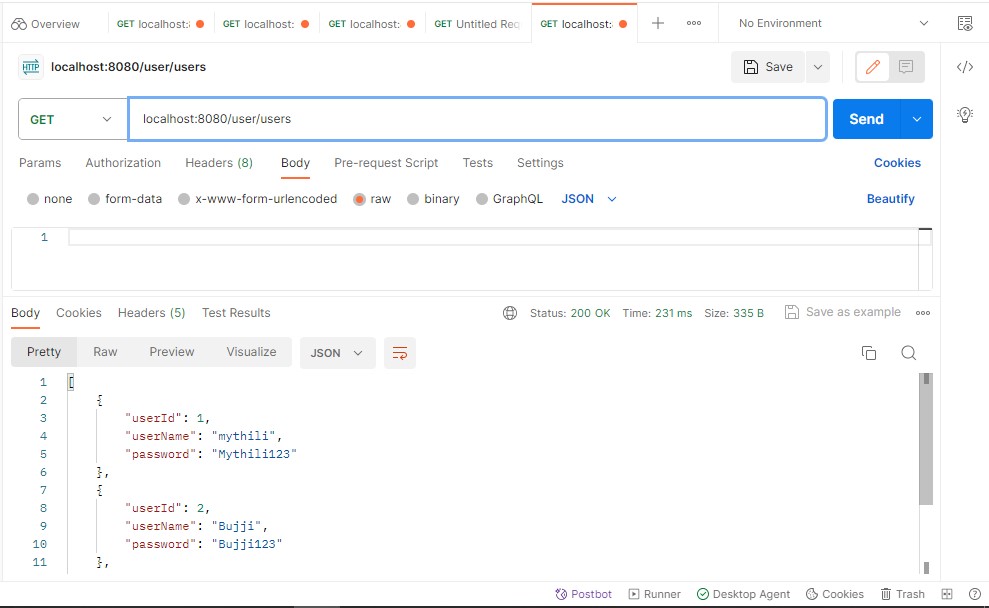 Overview GET localhost: GET localhost: GET localhost: GET Untitled Req GET localhost: No Environment
HTTP localhost:8080/user/users Save
GET localhost:8080/user/users Send
Params Authorization Headers (8) Body Pre-request Script Tests Settings Cookies
none form-data x-www-form-urlencoded raw binary GraphQL JSON Beautify
1
Body Cookies Headers (5) Test Results Status: 200 OK Time: 231 ms Size: 335 B Save as example
Pretty Raw Preview Visualize JSON
1 [
2 {
3 "userId": 1,
4 "userName": "mythili",
5 "password": "Mythili123"
6 },
7 {
8 "userId": 2,
9 "userName": "Bujji",
10 "password": "Bujji123"
11 },
Postbot Runner Desktop Agent Cookies Trash